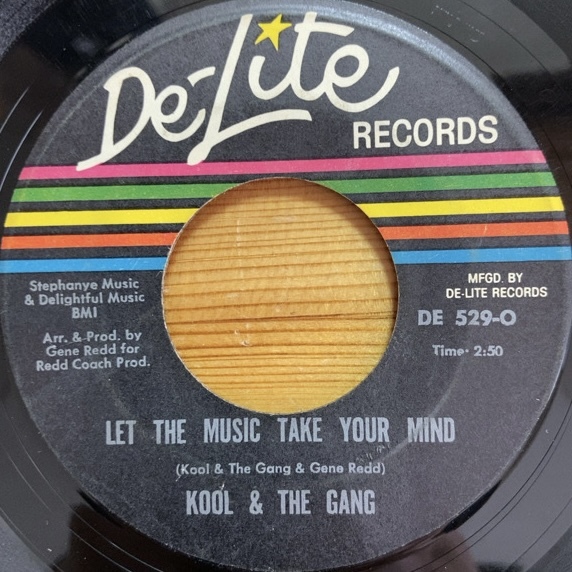 De-Lite
RECORDS
Stephanye Music
& Delightful Music
BMI
Arr. & Prod. by
Gene Redd for
Redd Coach Prod.
MFGD. BY
DE-LITE RECORDS
DE 529-O
Time: 2:50
LET THE MUSIC TAKE YOUR MIND
(Kool & The Gang & Gene Redd)
KOOL & THE GANG